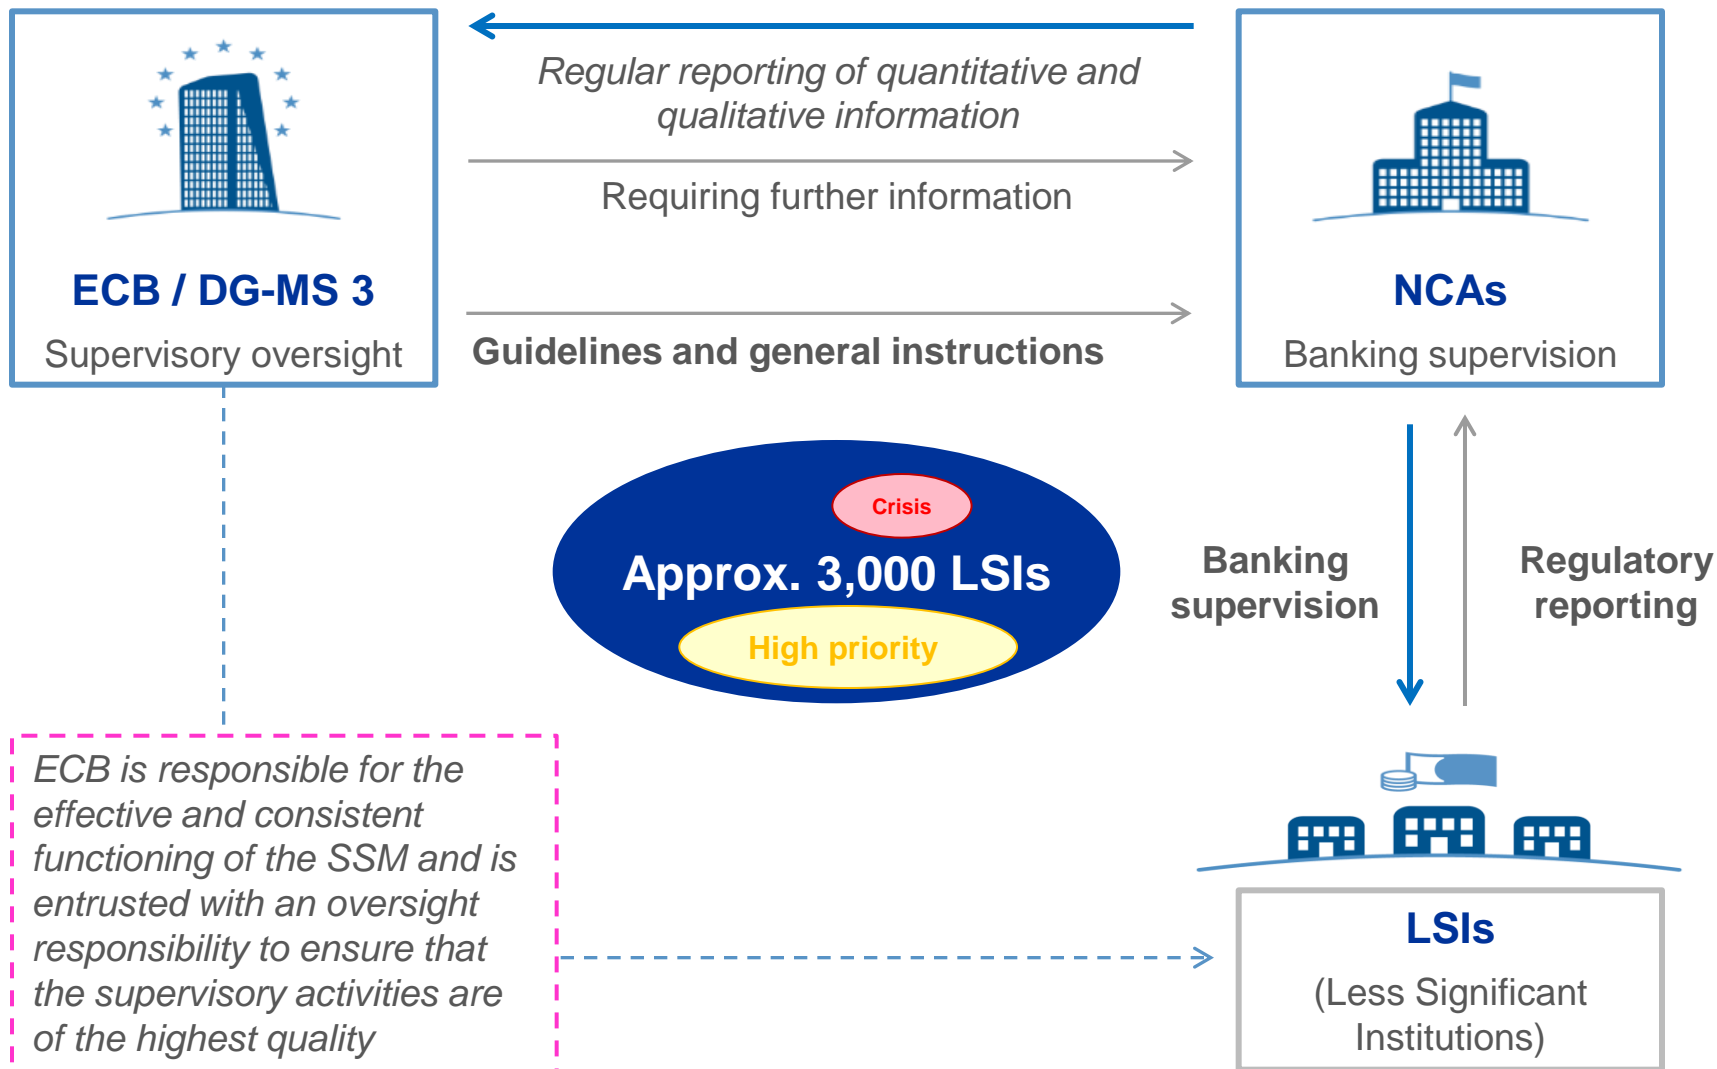 Regular reporting of quantitative and
qualitative information
Requiring further information
ECB / DG-MS 3
Supervisory oversight
Guidelines and general instructions
NCAs
Banking supervision
Crisis
Approx. 3,000 LSIs
High priority
Banking
supervision
Regulatory
reporting
ECB is responsible for the
effective and consistent
functioning of the SSM and is
entrusted with an oversight
responsibility to ensure that
the supervisory activities are
of the highest quality
LSIs
(Less Significant
Institutions)